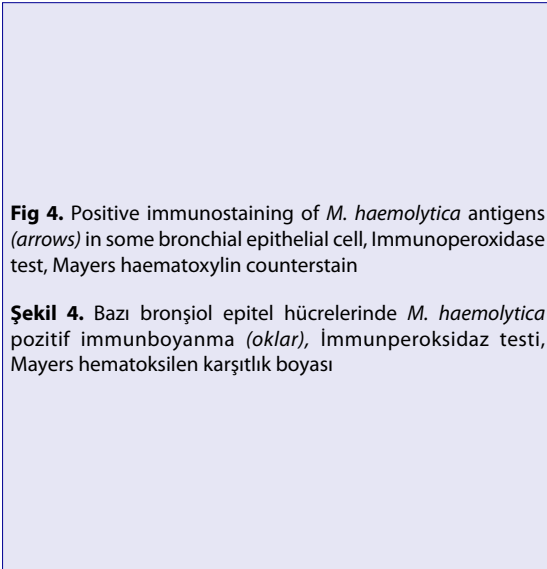 Fig 4. Positive immunostaining of M. haemolytica antigens
(arrows) in some bronchial epithelial cell, Immunoperoxidase
test, Mayers haematoxylin counterstain
Şekil 4. Bazı bronşiol epitel hücrelerinde M. haemolytica
pozitif immunboyanma (oklar), İmmunperoksidaz testi,
Mayers hematoksilen karşıtlık boyası